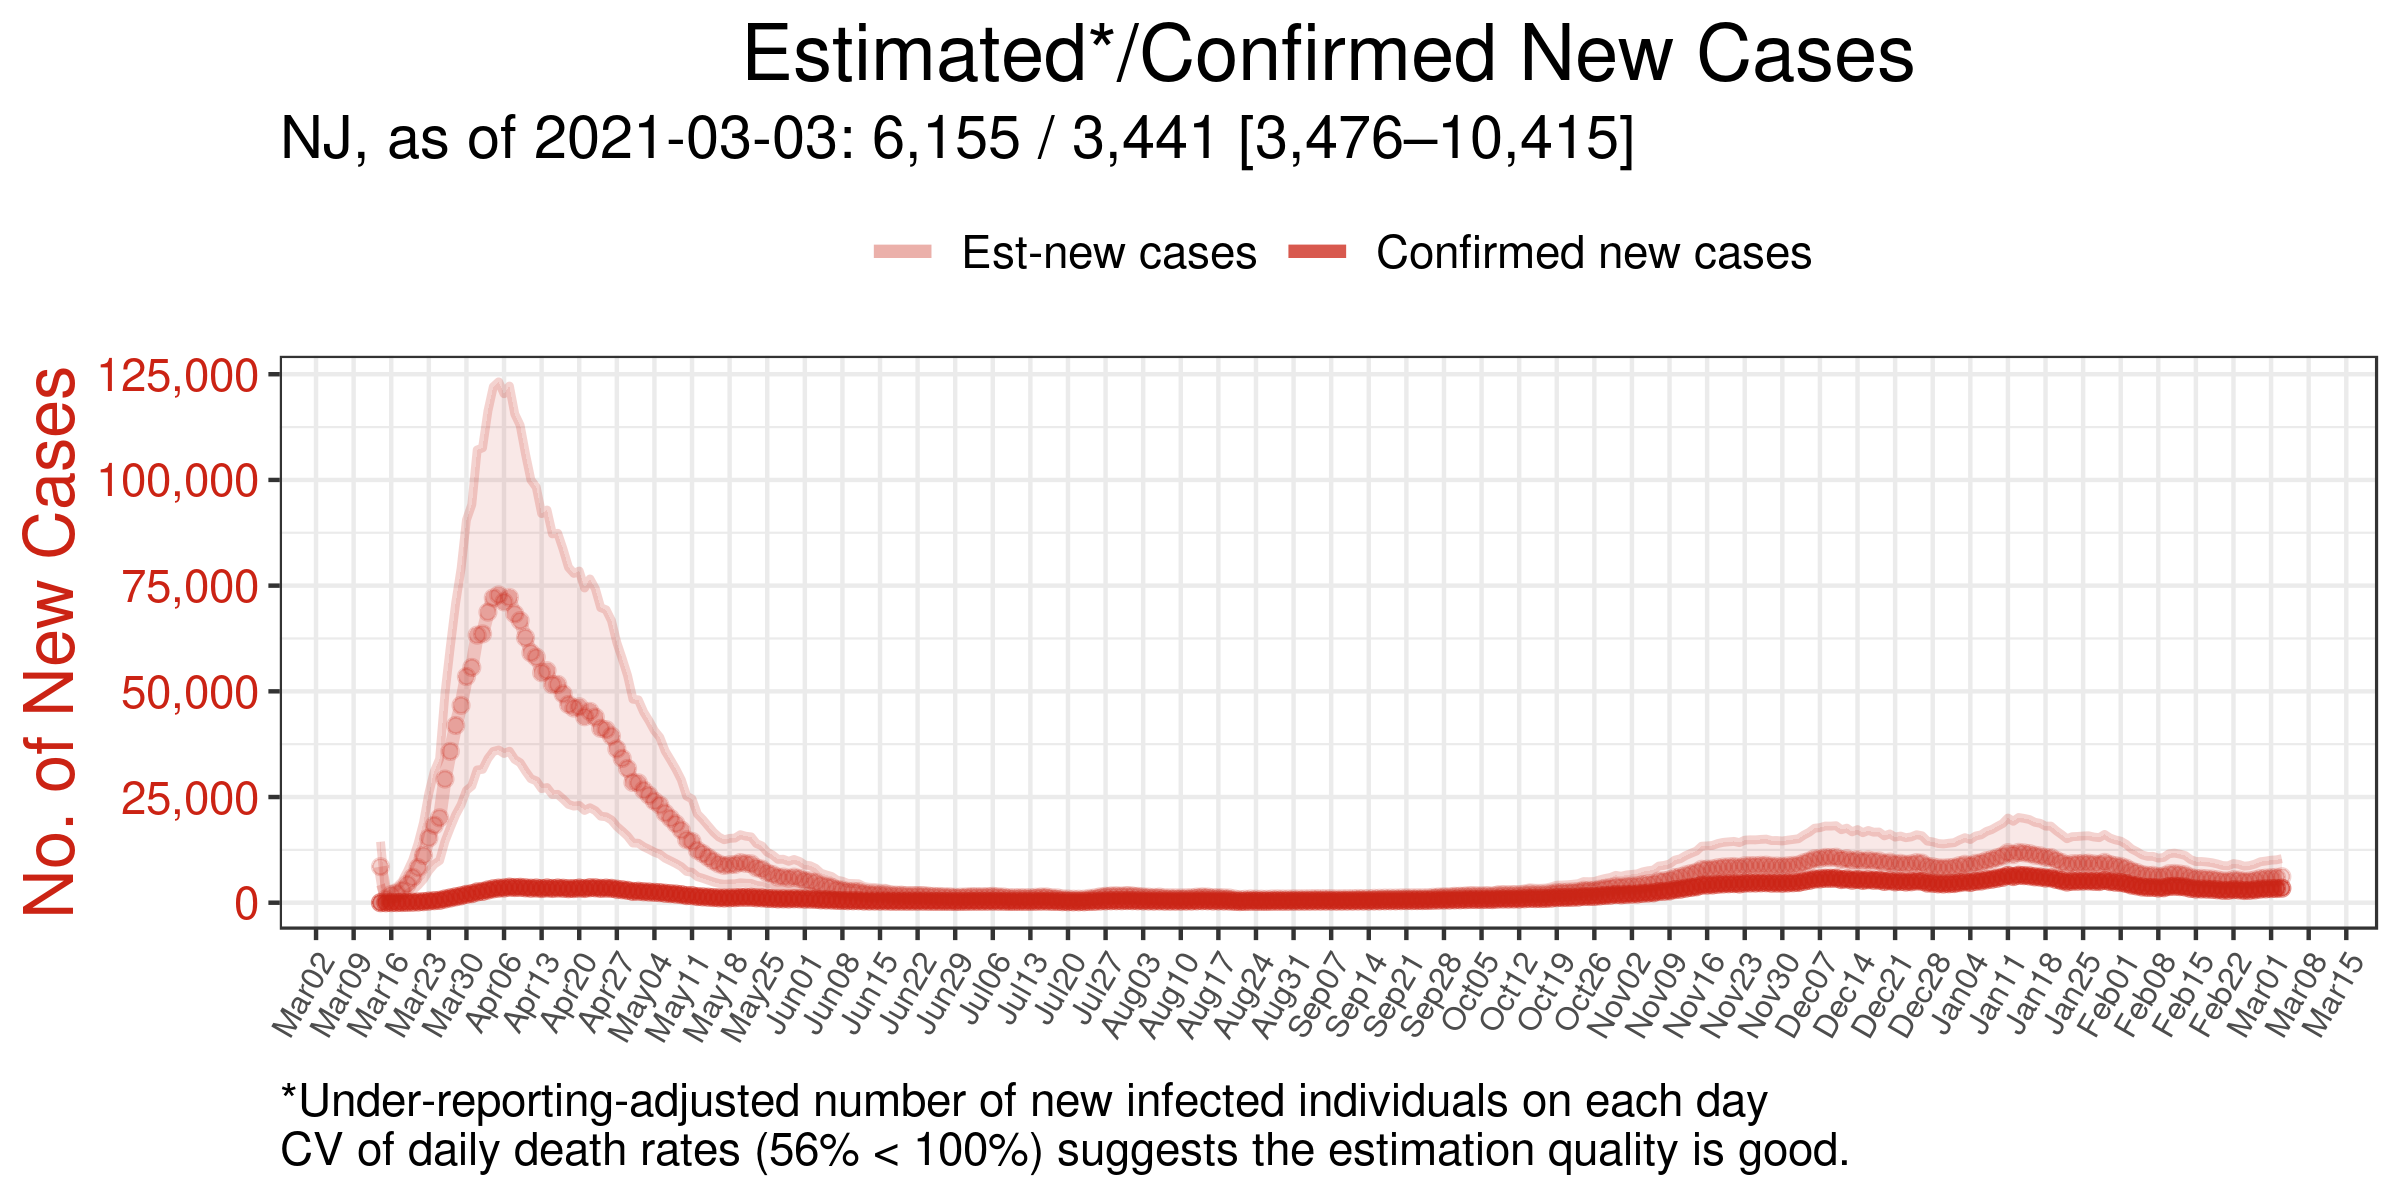 Estimated*/Confirmed New Cases
NJ, as of 2021-03-03: 6,155 / 3,441 [3,476–10,415]
Est-new cases Confirmed new cases
No. of New Cases
125,000
100,000
75,000
50,000
25,000
0
Mar02 Mar09 Mar16 Mar23 Mar30 Apr06 Apr13 Apr20 Apr27 May04 May11 May18 May25 Jun01 Jun08 Jun15 Jun22 Jun29 Jul06 Jul13 Jul20 Jul27 Aug03 Aug10 Aug17 Aug24 Aug31 Sep07 Sep14 Sep21 Sep28 Oct05 Oct12 Oct19 Oct26 Nov02 Nov09 Nov16 Nov23 Nov30 Dec07 Dec14 Dec21 Dec28 Jan04 Jan11 Jan18 Jan25 Feb01 Feb08 Feb15 Feb22 Mar01 Mar08 Mar15
*Under-reporting-adjusted number of new infected individuals on each day
CV of daily death rates (56% < 100%) suggests the estimation quality is good.